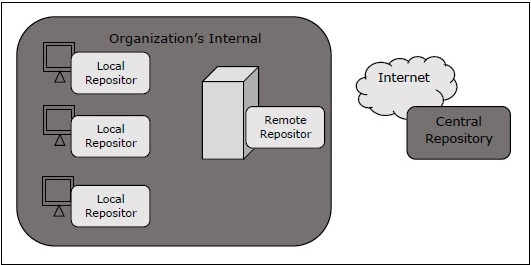 Organization's Internal
Local
Repositor
Local
Repositor
Local
Repositor
Remote
Repositor
Internet
Central
Repository